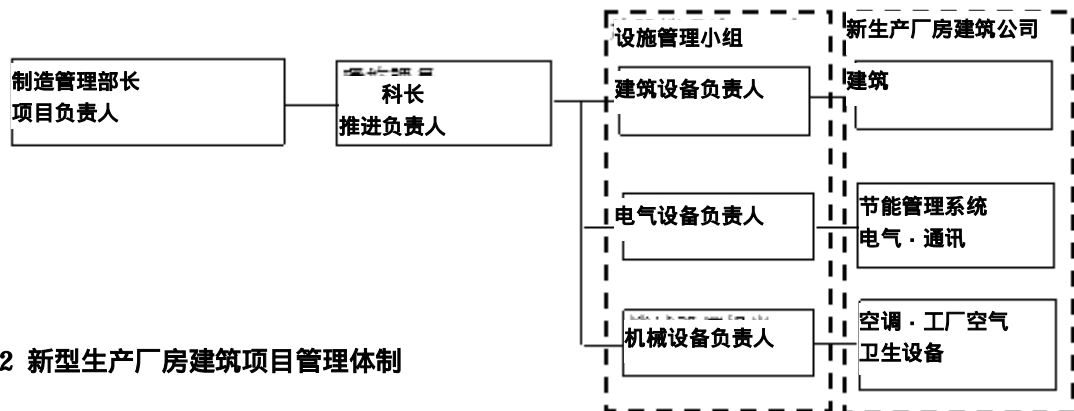 设施管理小组
新生产厂房建筑公司
制造管理部长
项目负责人
科长
推进负责人
建筑设备负责人
建筑
电气设备负责人
节能管理系统
电气·通讯
机械设备负责人
空调·工厂空气
卫生设备
2 新型生产厂房建筑项目管理体制